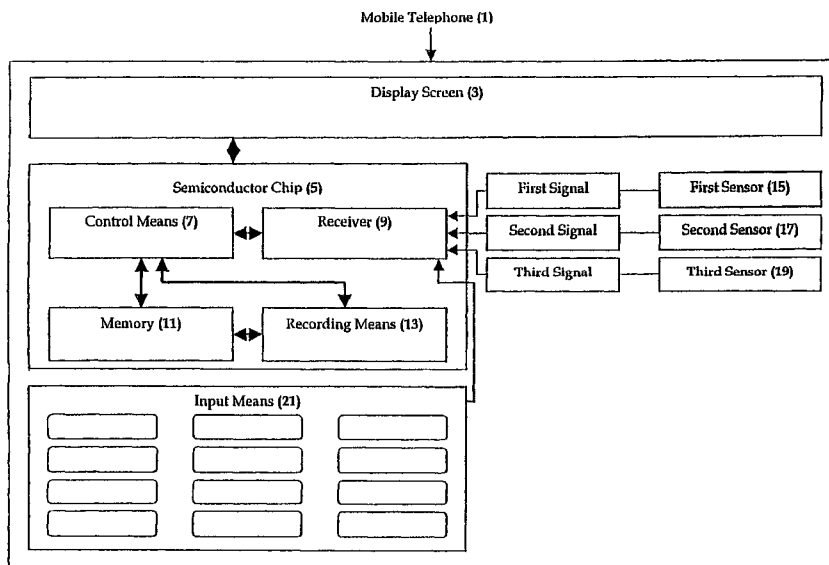 Mobile Telephone (1)
Display Screen (3)
Semiconductor Chip (5)
First Signal
First Sensor (15)
Control Means (7)
Receiver (9)
Second Signal
Second Sensor (17)
Third Signal
Third Sensor (19)
Memory (11)
Recording Means (13)
Input Means (21)